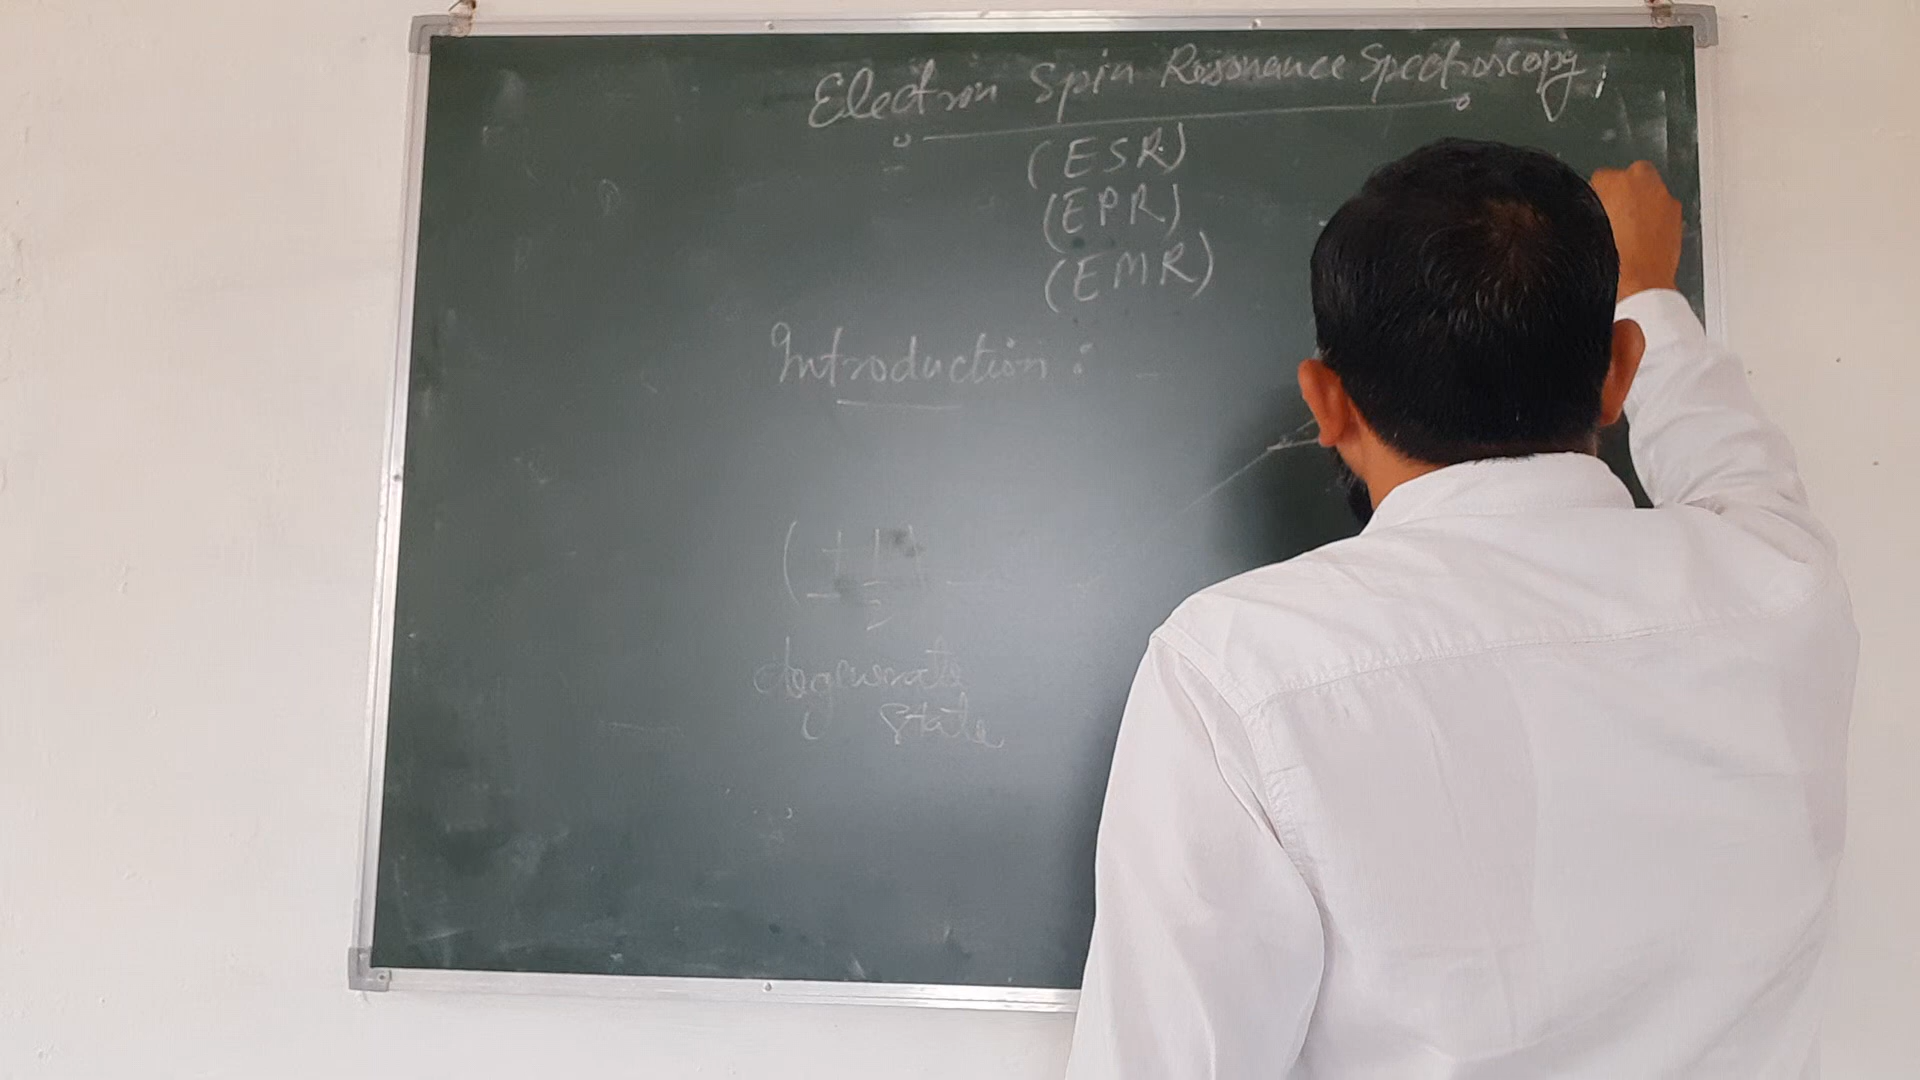 Electron Spin Resonance Spectroscopy;
(ESR)
(EPR)
(EMR)
Introduction:
(± 1/2)
degenerate
state